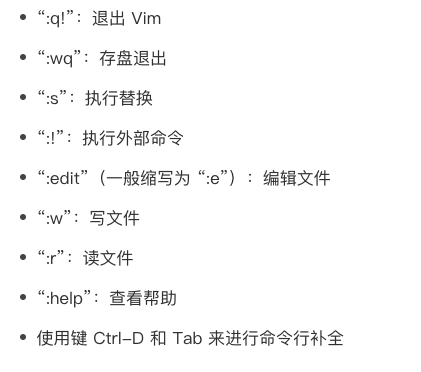 • “:q!”：退出 Vim
• “:wq”：存盘退出
• “:s”：执行替换
• “:!”：执行外部命令
• “:edit”（一般缩写为 “:e”）：编辑文件
• “:w”：写文件
• “:r”：读文件
• “:help”：查看帮助
• 使用键 Ctrl-D 和 Tab 来进行命令行补全